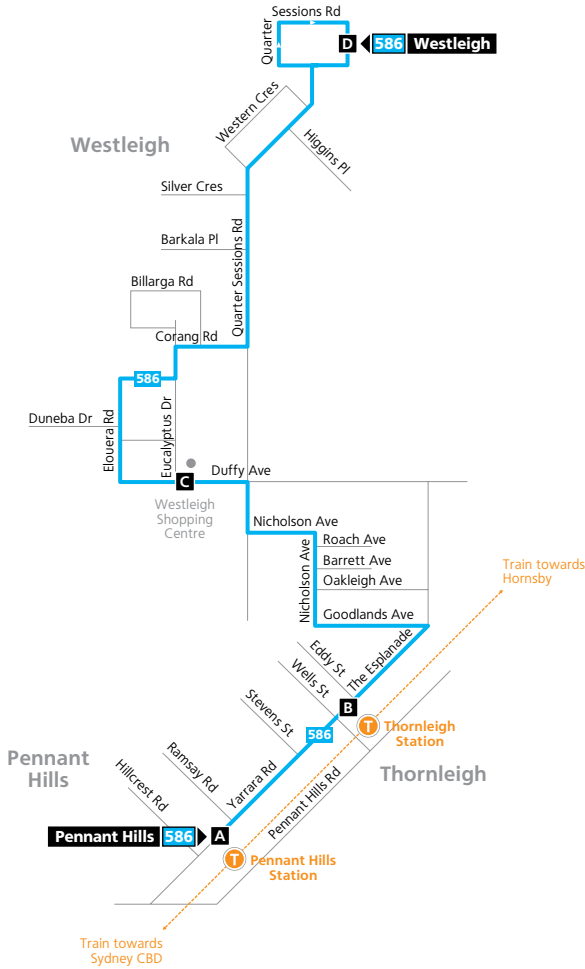 Sessions Rd
Quarter
D
586
Westleigh
Western Cres
Higgins Pl
Westleigh
Silver Cres
Barkala Pl
Quarter Sessions Rd
Billarga Rd
Corang Rd
586
Duneba Dr
Elouera Rd
Eucalyptus Dr
C
Duffy Ave
Westleigh
Shopping
Centre
Nicholson Ave
Nicholson Ave
Roach Ave
Barrett Ave
Oakleigh Ave
Goodlands Ave
Train towards
Hornsby
Eddy St
The Esplanade
Wells St
B
Stevens St
586
T
Thornleigh
Station
Thornleigh
Pennant
Hills
Ramsay Rd
Hillcrest Rd
Yarrara Rd
Pennant Hills Rd
Pennant Hills
586
A
T
Pennant Hills
Station
Train towards
Sydney CBD